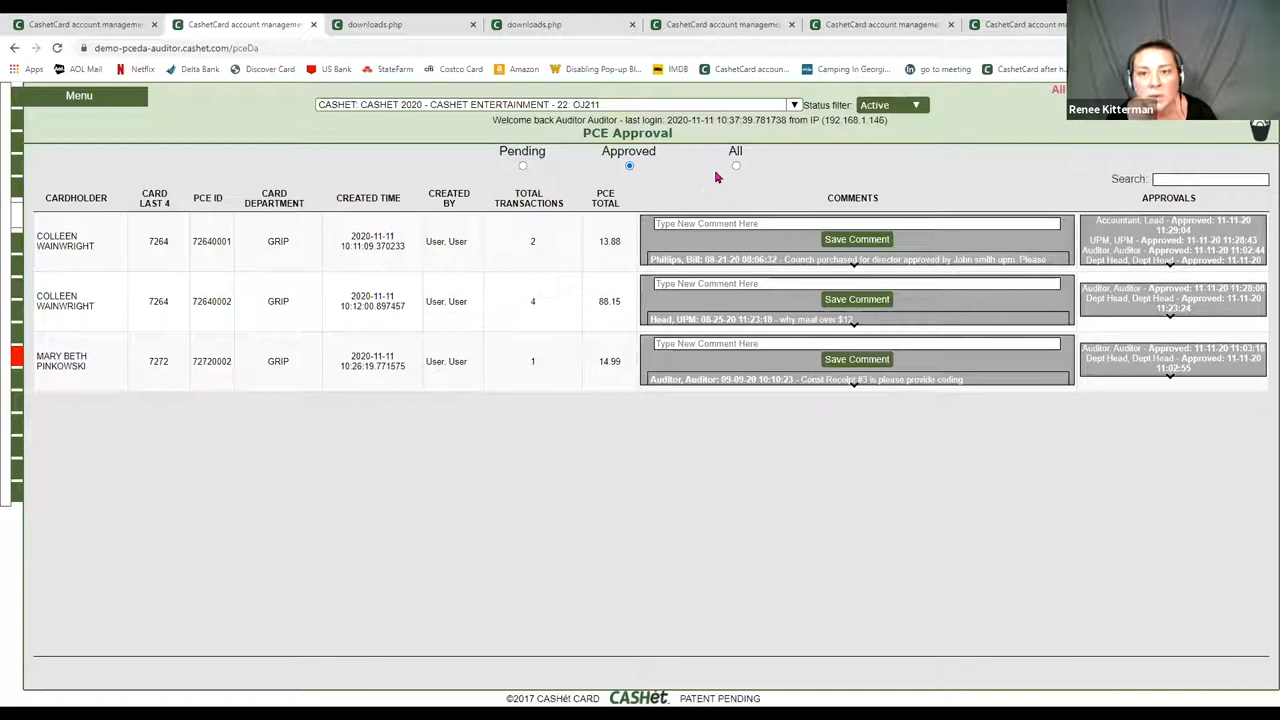 CashetCard account manageme
CashetCard account manageme
downloads.php
downloads.php
CashetCard account manageme
CashetCard account manageme
CashetCard account man
demo-pceda-auditor.cashet.com/pceDa
Apps
AOL Mail
Netflix
Delta Bank
Discover Card
US Bank
StateFarm
Costco Card
Amazon
Disabling Pop-up Bl...
IMDB
CashetCard accoun...
Camping In Georgi...
go to meeting
CashetCard after h...
Renee Kitterman
Menu
CASHET: CASHET 2020 - CASHET ENTERTAINMENT - 22: OJ211
Status filter:
Active
All
Welcome back Auditor Auditor - last login: 2020-11-11 10:37:39.781738 from IP (192.168.1.146)
PCE Approval
Pending
Approved
All
Search:
CARDHOLDER
CARD LAST 4
PCE ID
CARD DEPARTMENT
CREATED TIME
CREATED BY
TOTAL TRANSACTIONS
PCE TOTAL
COMMENTS
APPROVALS
COLLEEN WAINWRIGHT
7264
72640001
GRIP
2020-11-11 10:11:09.370233
User, User
2
13.88
Type New Comment Here
Save Comment
Phillips, Bill: 08-21-20 08:06:32 - Counch purchased for director approved by John smith upm. Please
Accountant, Lead - Approved: 11-11-20 11:29:04
UPM, UPM - Approved: 11-11-20 11:28:43
Auditor, Auditor - Approved: 11-11-20 11:02:44
Dept Head, Dept Head - Approved: 11-11-20
COLLEEN WAINWRIGHT
7264
72640002
GRIP
2020-11-11 10:12:00.897457
User, User
4
88.15
Type New Comment Here
Save Comment
Head, UPM: 08-25-20 11:23:18 - why meal over $12
Auditor, Auditor - Approved: 11-11-20 11:28:08
Dept Head, Dept Head - Approved: 11-11-20 11:23:24
MARY BETH PINKOWSKI
7272
72720002
GRIP
2020-11-11 10:26:19.771575
User, User
1
14.99
Type New Comment Here
Save Comment
Auditor, Auditor: 09-09-20 10:10:23 - Const Receipt #3 is please provide coding
Auditor, Auditor - Approved: 11-11-20 11:03:18
Dept Head, Dept Head - Approved: 11-11-20 11:02:55
©2017 CASHét CARD CASHét PATENT PENDING